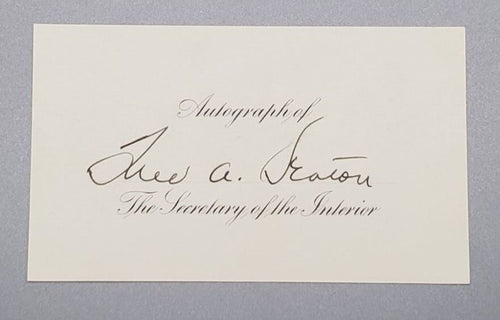 Autograph of
Fred A. Seaton
The Secretary of the Interior